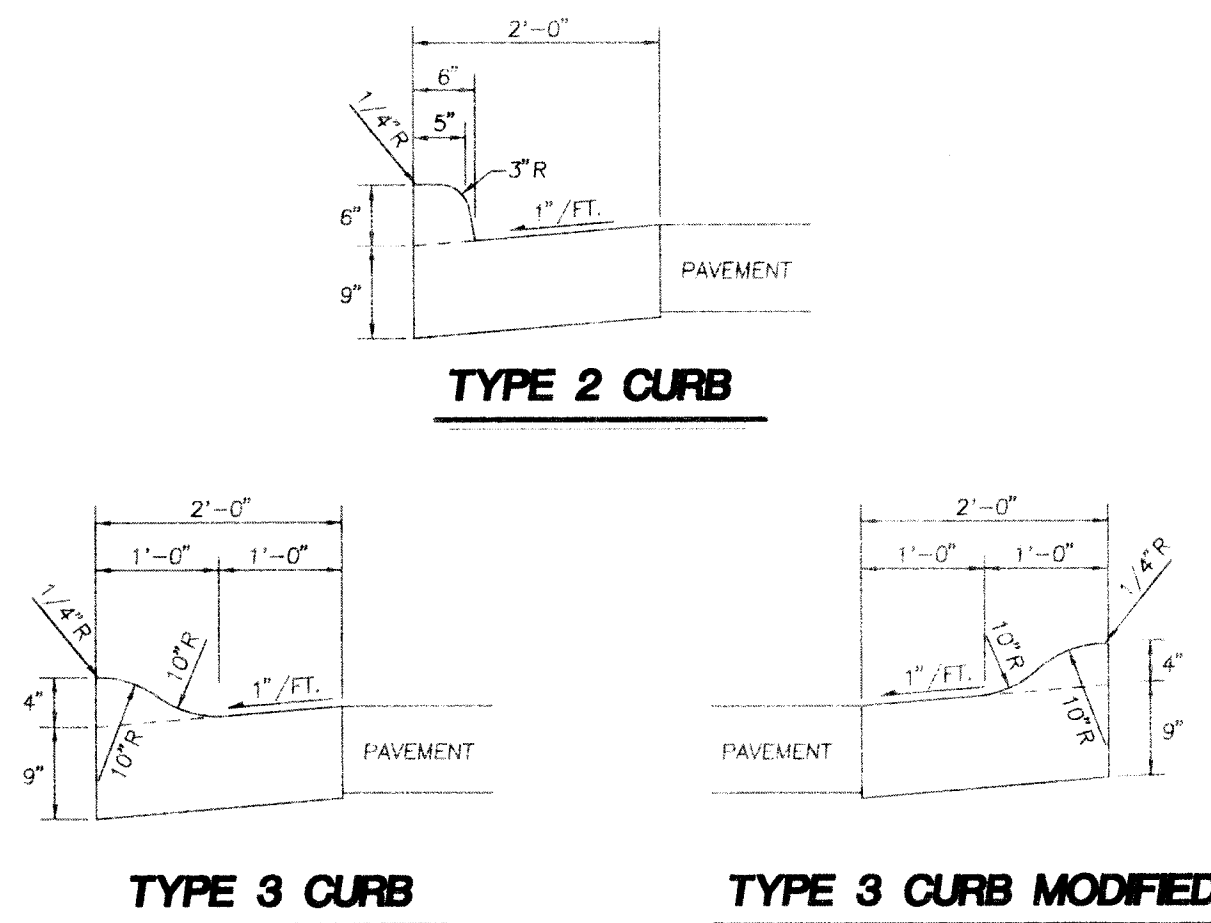 2'-0"
6"
5"
1/4" R
3" R
1"/FT.
6"
9"
PAVEMENT
TYPE 2 CURB
2'-0"
1'-0" 1'-0"
1/4" R
10" R
1"/FT.
4"
10" R
9"
PAVEMENT
TYPE 3 CURB
2'-0"
1'-0" 1'-0"
1/4" R
10" R
1"/FT.
4"
10" R
9"
PAVEMENT
TYPE 3 CURB MODIFIED